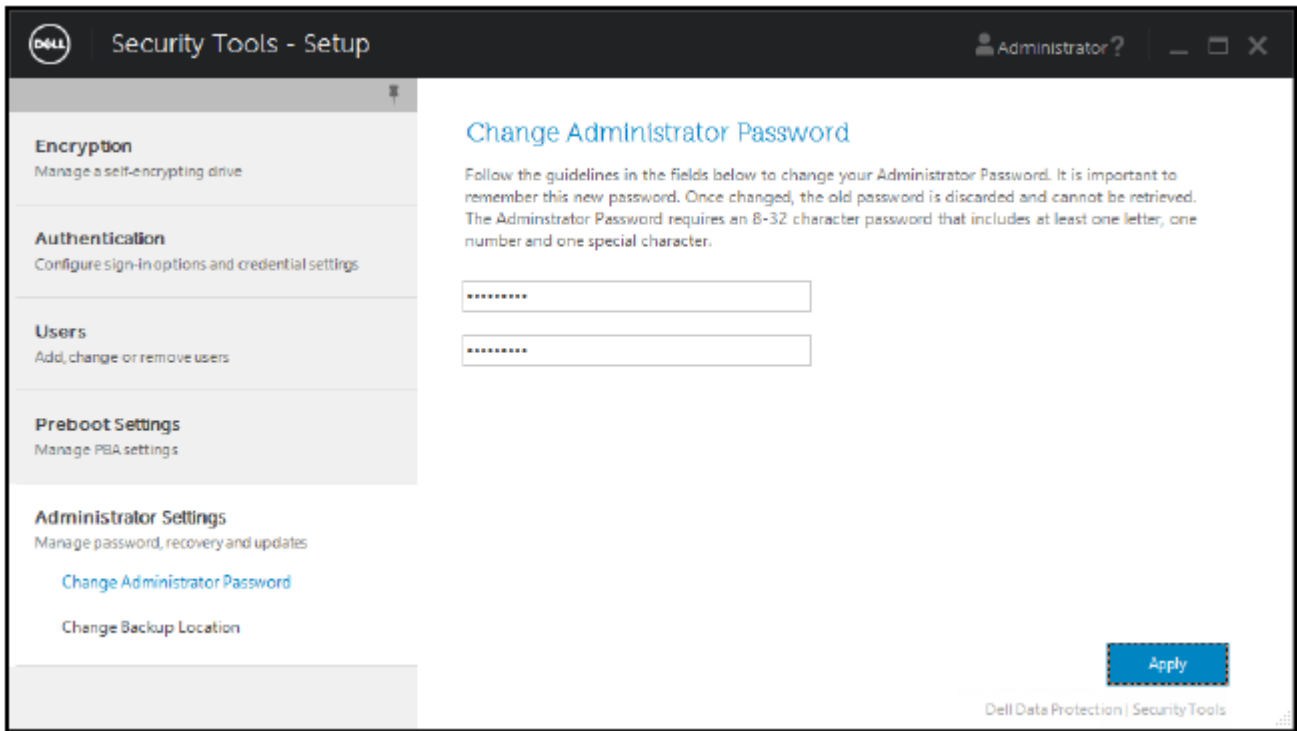 DELL
Security Tools - Setup
Administrator ?
Encryption
Manage a self-encrypting drive
Authentication
Configure sign-in options and credential settings
Users
Add, change or remove users
Preboot Settings
Manage PBA settings
Administrator Settings
Manage password, recovery and updates
Change Administrator Password
Change Backup Location
Change Administrator Password
Follow the guidelines in the fields below to change your Administrator Password. It is important to
remember this new password. Once changed, the old password is discarded and cannot be retrieved.
The Adminstrator Password requires an 8-32 character password that includes at least one letter, one
number and one special character.
•••••••••
•••••••••
Apply
Dell Data Protection | Security Tools